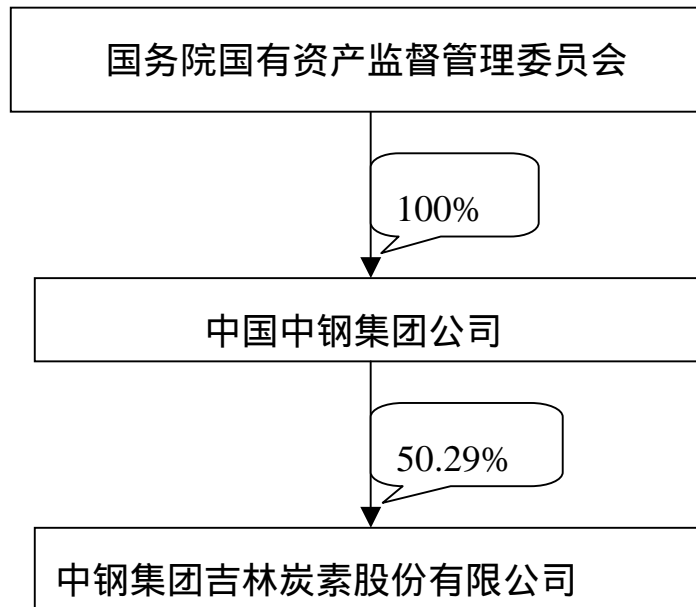 国务院国有资产监督管理委员会
100%
中国中钢集团公司
50.29%
中钢集团吉林炭素股份有限公司